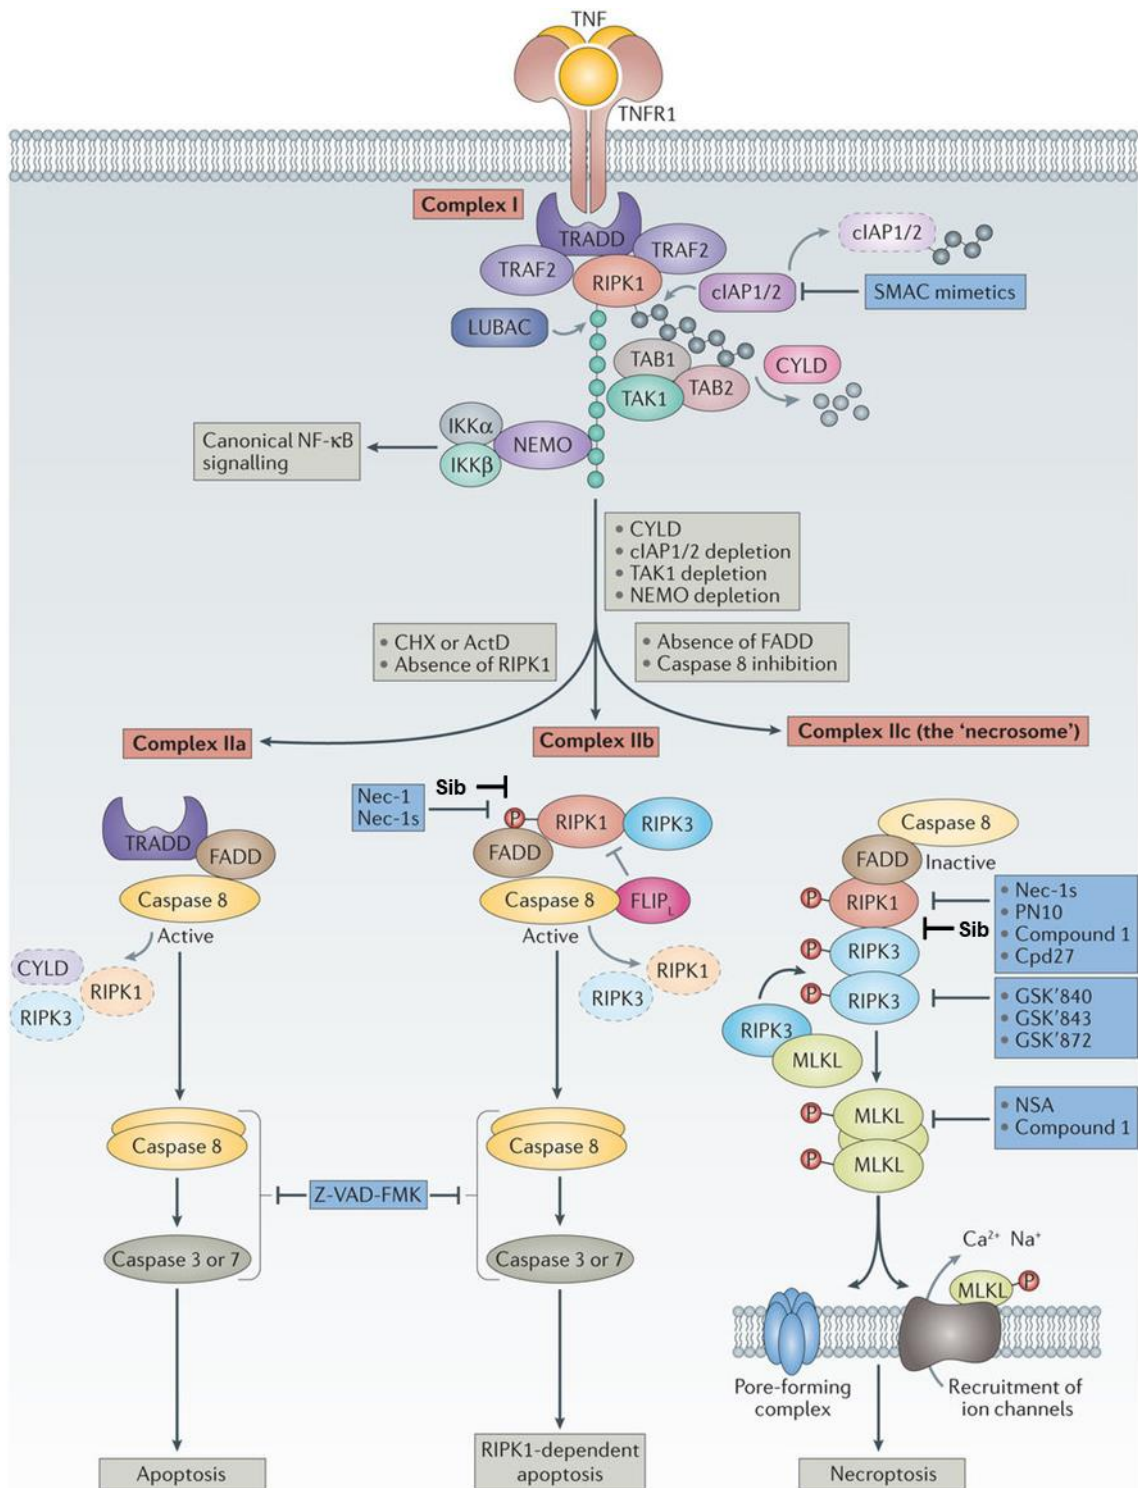 TNF
TNFR1
Complex I
TRADD
TRAF2
TRAF2
RIPK1
cIAP1/2
cIAP1/2
SMAC mimetics
LUBAC
TAB1
TAB2
TAK1
CYLD
IKKα
IKKβ
NEMO
Canonical NF-κB
signalling
• CYLD
• cIAP1/2 depletion
• TAK1 depletion
• NEMO depletion
• CHX or ActD
• Absence of RIPK1
• Absence of FADD
• Caspase 8 inhibition
Complex IIa
Complex IIb
Complex IIc (the ‘necrosome’)
TRADD
FADD
Caspase 8
Active
CYLD
RIPK1
RIPK3
Caspase 8
Caspase 3 or 7
Apoptosis
Z-VAD-FMK
Nec-1
Nec-1s
Sib
P
RIPK1
RIPK3
FADD
Caspase 8
FLIPL
Active
RIPK1
RIPK3
Caspase 8
Caspase 3 or 7
RIPK1-dependent
apoptosis
Caspase 8
FADD
Inactive
P
RIPK1
• Nec-1s
• PN10
• Compound 1
• Cpd27
Sib
P
RIPK3
P
RIPK3
• GSK’840
• GSK’843
• GSK’872
RIPK3
MLKL
P
MLKL
• NSA
• Compound 1
P
MLKL
Ca²⁺ Na⁺
MLKL
P
Pore-forming
complex
Recruitment of
ion channels
Necroptosis